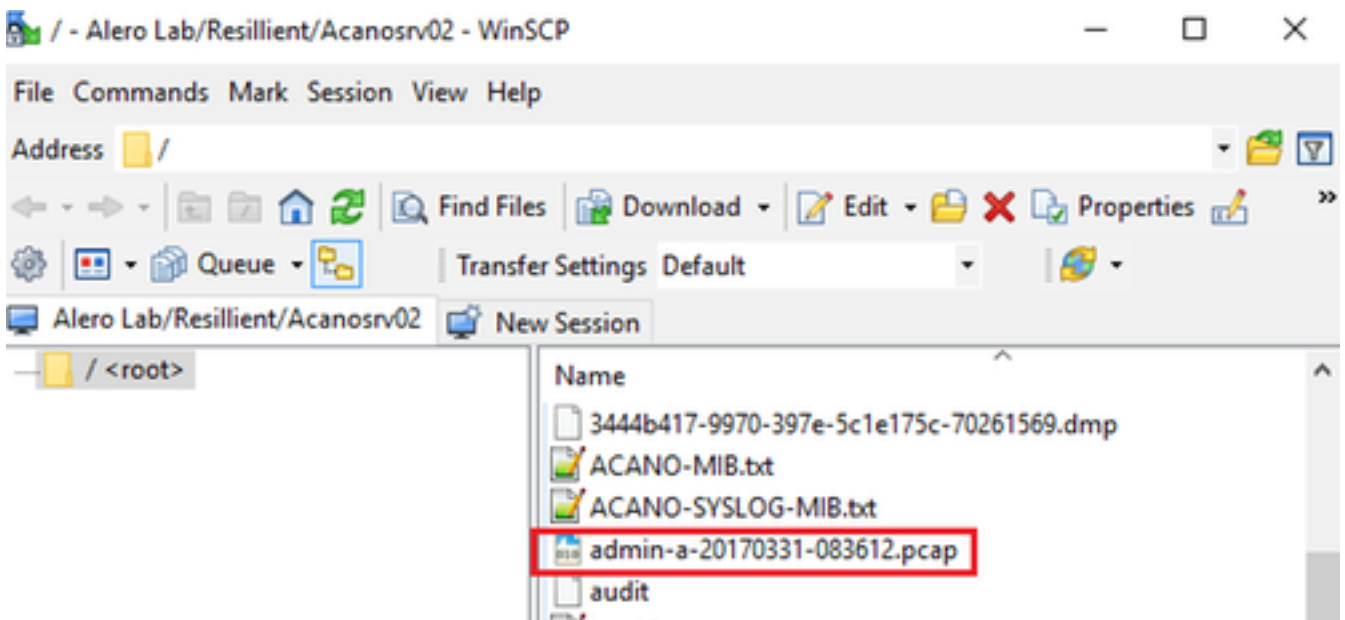 / - Alero Lab/Resillient/Acanosrv02 - WinSCP
File Commands Mark Session View Help
Address /
Find Files Download Edit Properties »
Queue Transfer Settings Default
Alero Lab/Resillient/Acanosrv02 New Session
/ <root>
Name
3444b417-9970-397e-5c1e175c-70261569.dmp
ACANO-MIB.txt
ACANO-SYSLOG-MIB.txt
admin-a-20170331-083612.pcap
audit